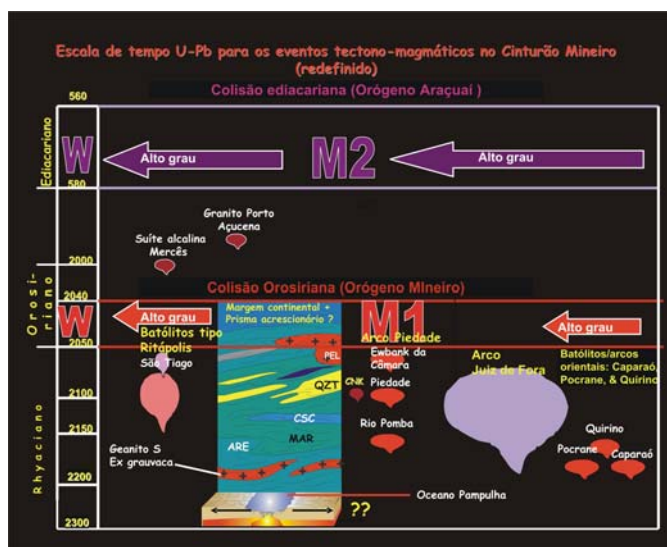 Escala de tempo U-Pb para os eventos tectono-magmáticos no Cinturão Mineiro
(redefinido)
Colisão ediacariana (Orógeno Araçuaí )
560
Ediacariano
W
Alto grau
M2
Alto grau
580
Granito Porto
Açucena
Suíte alcalina
Mercês
2000
Orosi-
riano
Colisão Orosiriana (Orógeno MIneiro)
2040
W
Alto grau
Margem continental +
Prisma acrescionário ?
M1
Alto grau
Batólitos tipo
Ritápolis
Arco Piedade
2050
São Tiago
PEL
Ewbank da
Câmara
Arco
Juiz de Fora
Batólitos/arcos
orientais: Caparaó,
Pocrane, & Quirino
QZT
CNK
Piedade
2100
Rhyaciano
CSC
Rio Pomba
Quirino
2150
ARE
MAR
Pocrane
Caparaó
Geanito S
Ex grauvaca
2200
Oceano Pampulha
??
2300